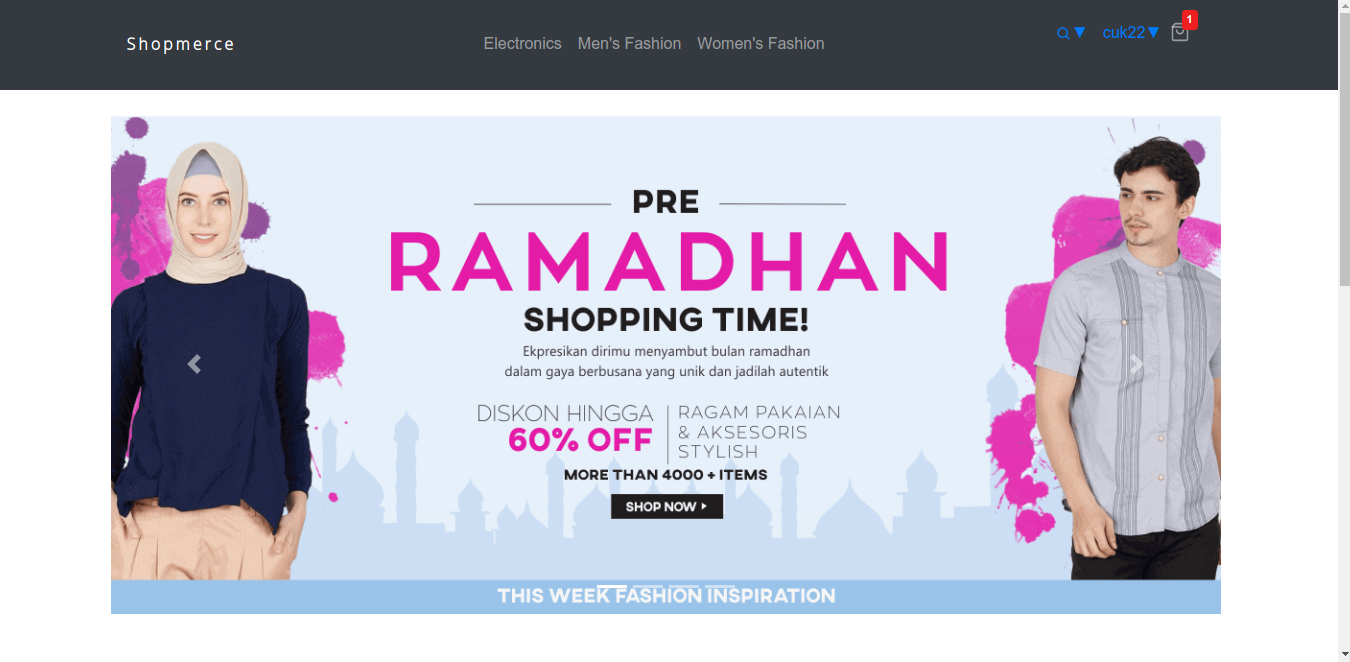 Shopmerce
Electronics
Men's Fashion
Women's Fashion
cuk22
1
PRE
RAMADHAN
SHOPPING TIME!
Ekpresikan dirimu menyambut bulan ramadhan
dalam gaya berbusana yang unik dan jadilah autentik
DISKON HINGGA
60% OFF
RAGAM PAKAIAN
& AKSESORIS
STYLISH
MORE THAN 4000 + ITEMS
SHOP NOW
THIS WEEK FASHION INSPIRATION